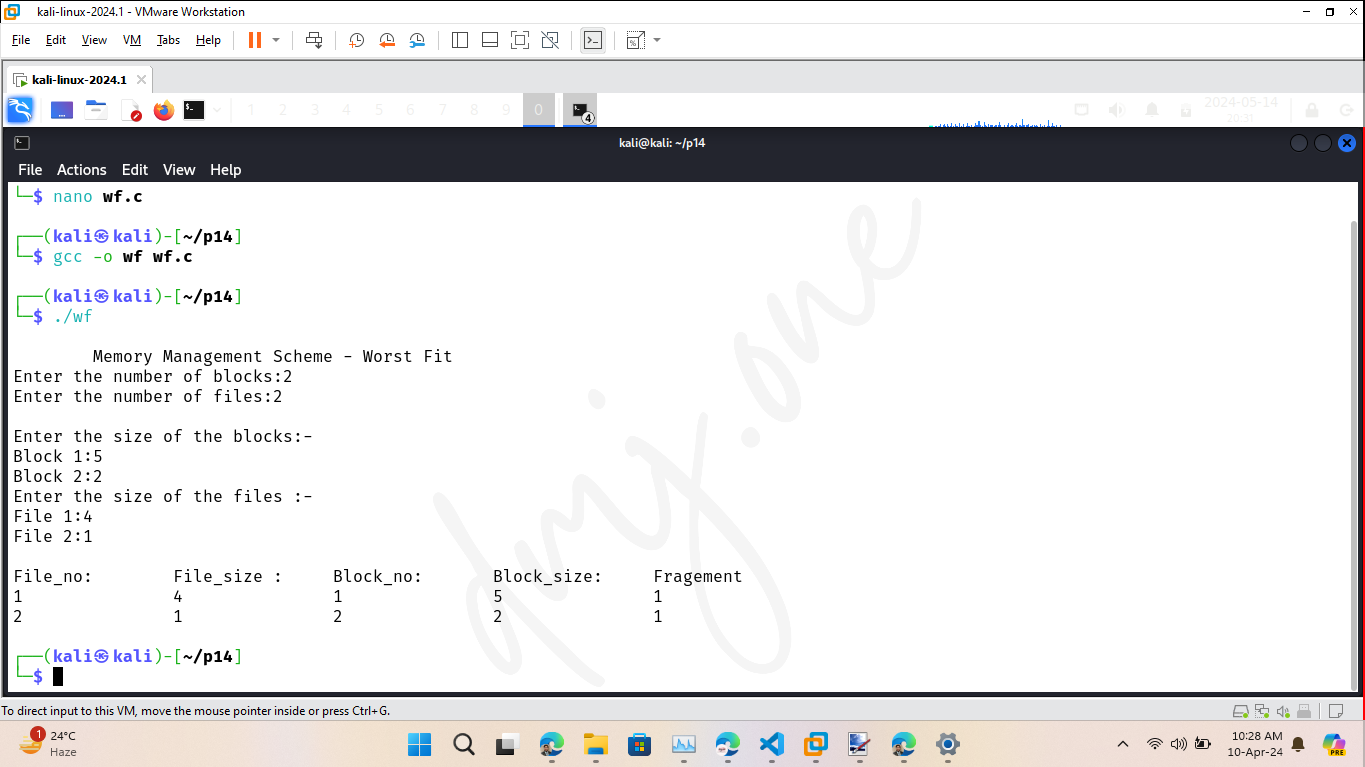 kali-linux-2024.1 - VMware Workstation
File Edit View VM Tabs Help
kali-linux-2024.1
1 2 3 4 5 6 7 8 9 0 4 2024-05-14
20:31
kali@kali: ~/p14
File Actions Edit View Help
└─$ nano wf.c
┌──(kali㉿kali)-[~/p14]
└─$ gcc -o wf wf.c
┌──(kali㉿kali)-[~/p14]
└─$ ./wf
Memory Management Scheme - Worst Fit
Enter the number of blocks:2
Enter the number of files:2
Enter the size of the blocks:-
Block 1:5
Block 2:2
Enter the size of the files :-
File 1:4
File 2:1
File_no: File_size : Block_no: Block_size: Fragement
1 4 1 5 1
2 1 2 2 1
┌──(kali㉿kali)-[~/p14]
└─$
dmj.one
To direct input to this VM, move the mouse pointer inside or press Ctrl+G.
1 24°C
Haze
PRE
10:28 AM
10-Apr-24